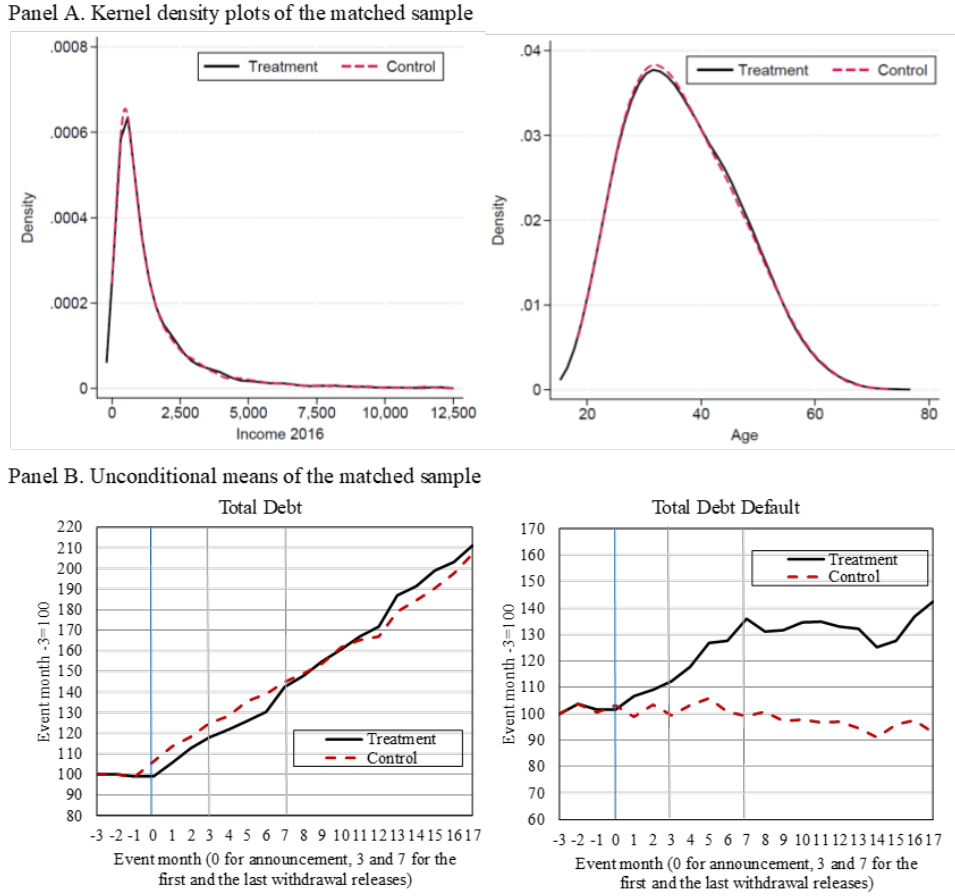 Panel A. Kernel density plots of the matched sample
.0008
.0006
.0004
.0002
0
Density
Treatment Control
0 2,500 5,000 7,500 10,000 12,500
Income 2016
.04
.03
.02
.01
0
Density
Treatment Control
20 40 60 80
Age
Panel B. Unconditional means of the matched sample
Total Debt
220
210
200
190
180
170
160
150
140
130
120
110
100
90
80
Event month -3=100
Treatment
Control
-3 -2 -1 0 1 2 3 4 5 6 7 8 9 10 11 12 13 14 15 16 17
Event month (0 for announcement, 3 and 7 for the
first and the last withdrawal releases)
Total Debt Default
170
160
150
140
130
120
110
100
90
80
70
60
Event month -3=100
Treatment
Control
-3 -2 -1 0 1 2 3 4 5 6 7 8 9 10 11 12 13 14 15 16 17
Event month (0 for announcement, 3 and 7 for the
first and the last withdrawal releases)